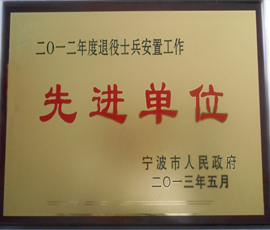 二〇一二年度退役士兵安置工作
先进单位
宁波市人民政府
二〇一三年五月